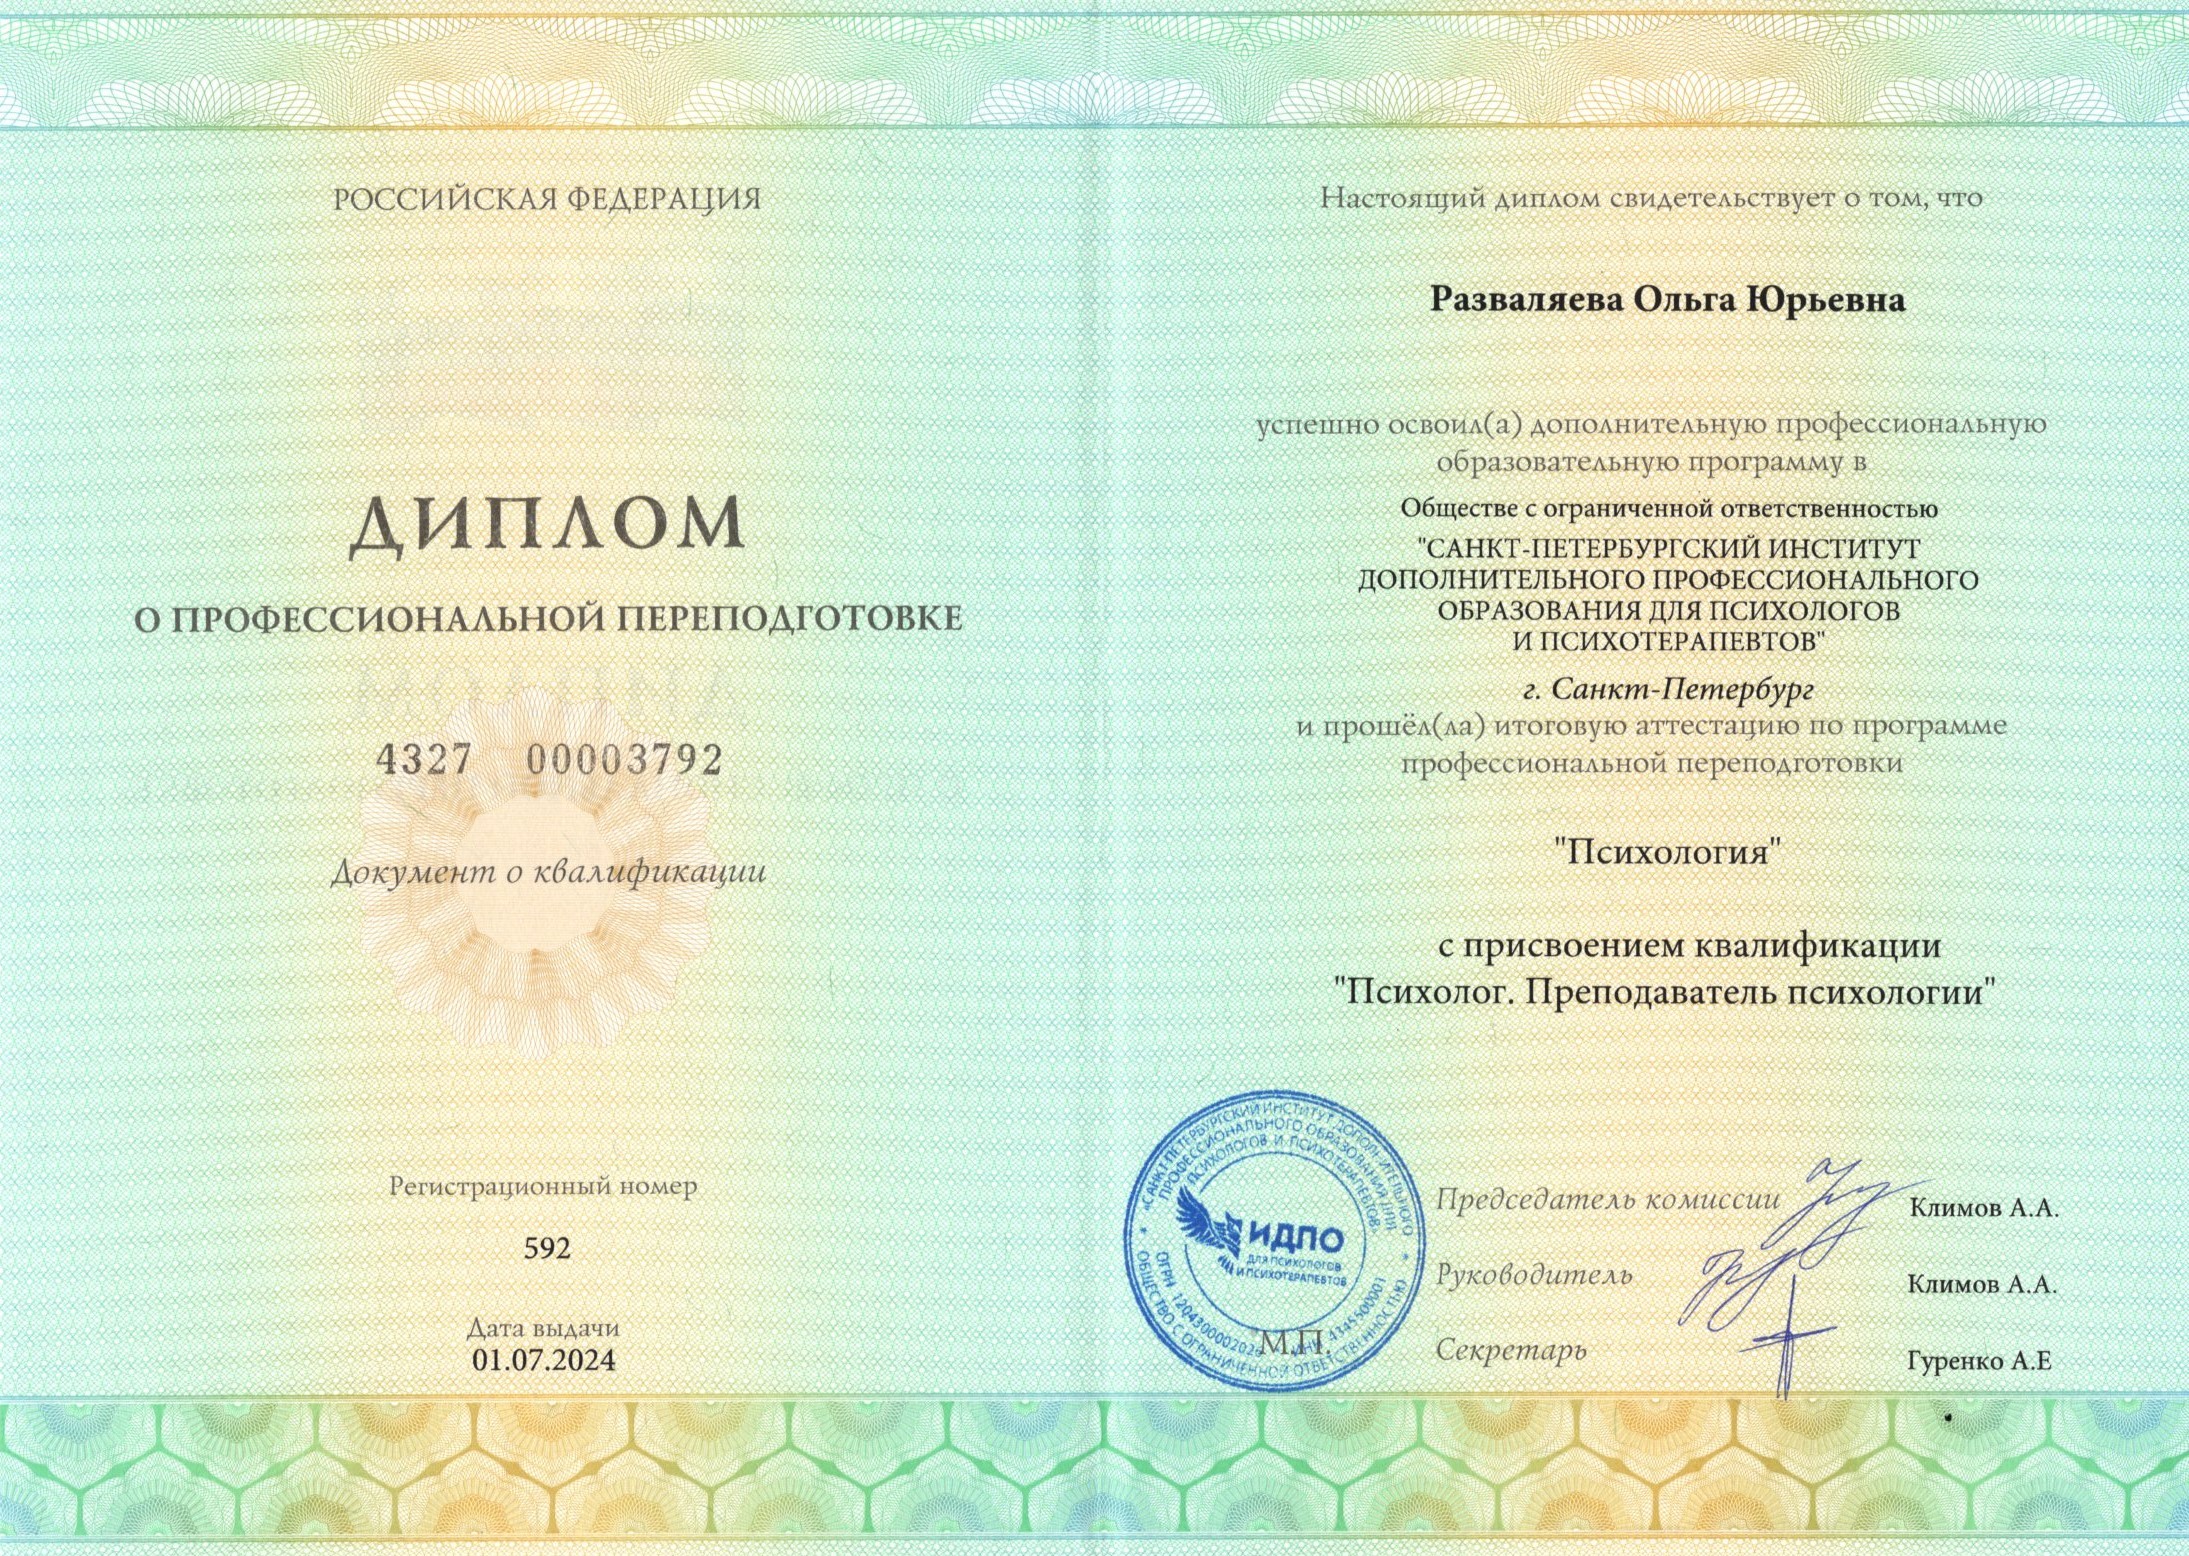 РОССИЙСКАЯ ФЕДЕРАЦИЯ
ДИПЛОМ
О ПРОФЕССИОНАЛЬНОЙ ПЕРЕПОДГОТОВКЕ
4327 00003792
Документ о квалификации
Регистрационный номер
592
Дата выдачи
01.07.2024
Настоящий диплом свидетельствует о том, что
Разваляева Ольга Юрьевна
успешно освоил(а) дополнительную профессиональную
образовательную программу в
Обществе с ограниченной ответственностью
"САНКТ-ПЕТЕРБУРГСКИЙ ИНСТИТУТ
ДОПОЛНИТЕЛЬНОГО ПРОФЕССИОНАЛЬНОГО
ОБРАЗОВАНИЯ ДЛЯ ПСИХОЛОГОВ
И ПСИХОТЕРАПЕВТОВ"
г. Санкт-Петербург
и прошёл(ла) итоговую аттестацию по программе
профессиональной переподготовки
"Психология"
с присвоением квалификации
"Психолог. Преподаватель психологии"
«САНКТ-ПЕТЕРБУРГСКИЙ ИНСТИТУТ ДОПОЛНИТЕЛЬНОГО
ПРОФЕССИОНАЛЬНОГО ОБРАЗОВАНИЯ ДЛЯ
ПСИХОЛОГОВ И ПСИХОТЕРАПЕВТОВ»
ИДПО
ДЛЯ ПСИХОЛОГОВ
И ПСИХОТЕРАПЕВТОВ
ОГРН
ОБЩЕСТВО С ОГРАНИЧЕННОЙ ОТВЕТСТВЕННОСТЬЮ
М.П.
Председатель комиссии Климов А.А.
Руководитель Климов А.А.
Секретарь Гуренко А.Е